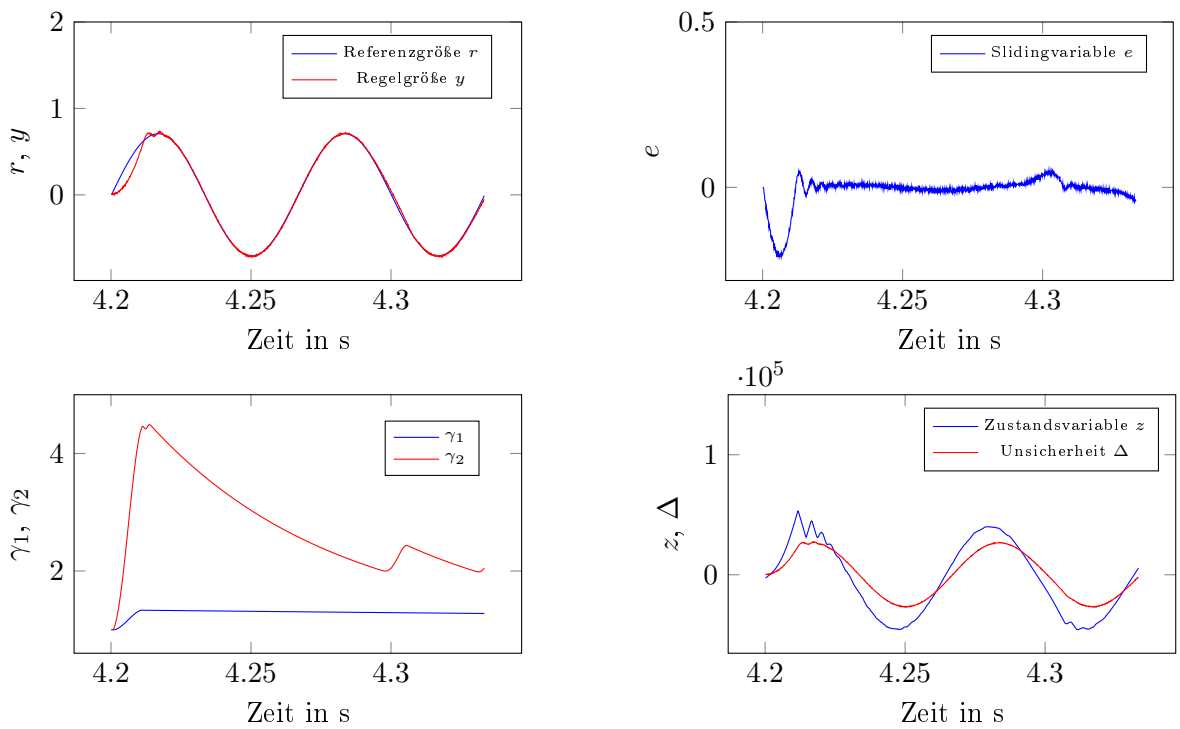 2
1
0
r, y
Referenzgröße r
Regelgröße y
4.2 4.25 4.3
Zeit in s
0.5
0
e
Slidingvariable e
4.2 4.25 4.3
Zeit in s
4
2
γ₁, γ₂
γ₁
γ₂
4.2 4.25 4.3
Zeit in s
·10⁵
1
0
z, Δ
Zustandsvariable z
Unsicherheit Δ
4.2 4.25 4.3
Zeit in s